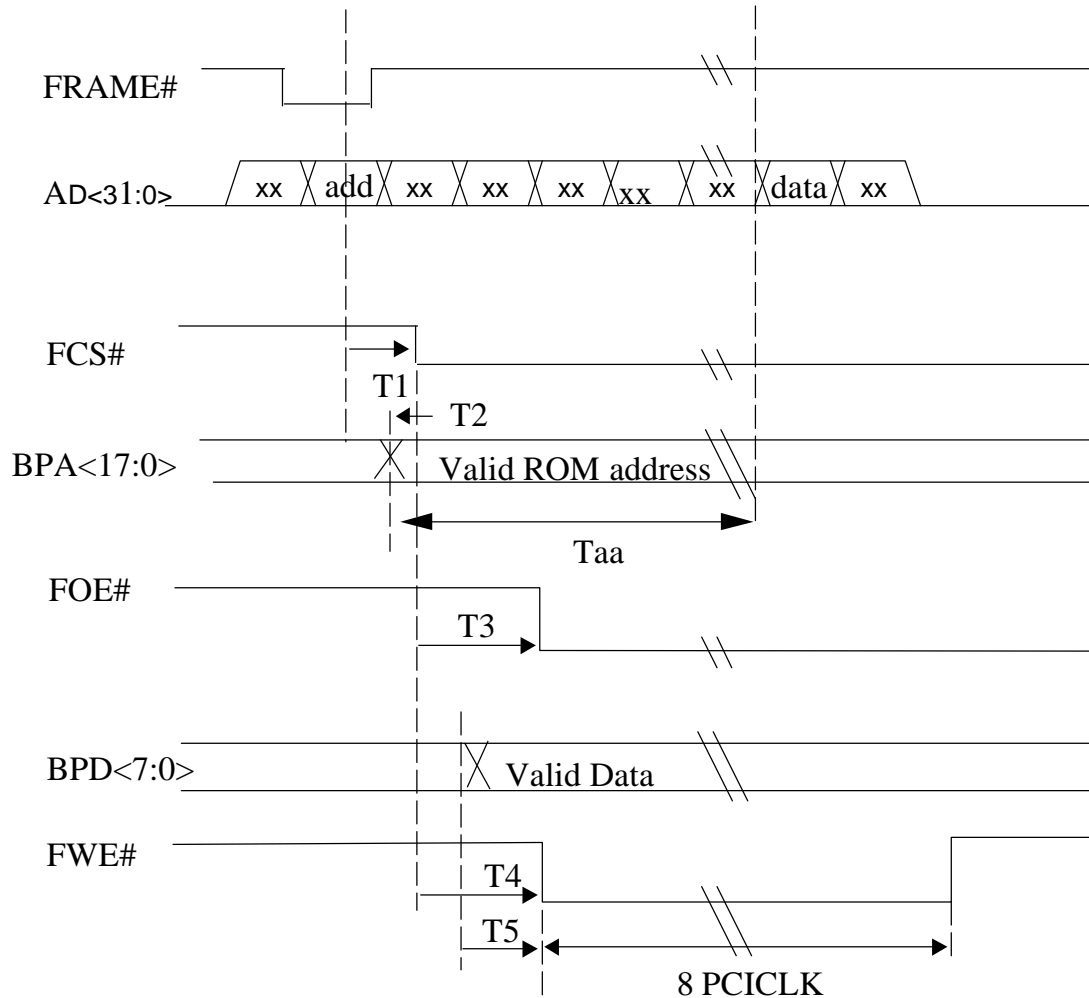 FRAME#
AD<31:0>
xx add xx xx xx xx xx data xx
FCS#
T1
T2
BPA<17:0>
Valid ROM address
Taa
FOE#
T3
BPD<7:0>
Valid Data
FWE#
T4
T5
8 PCICLK